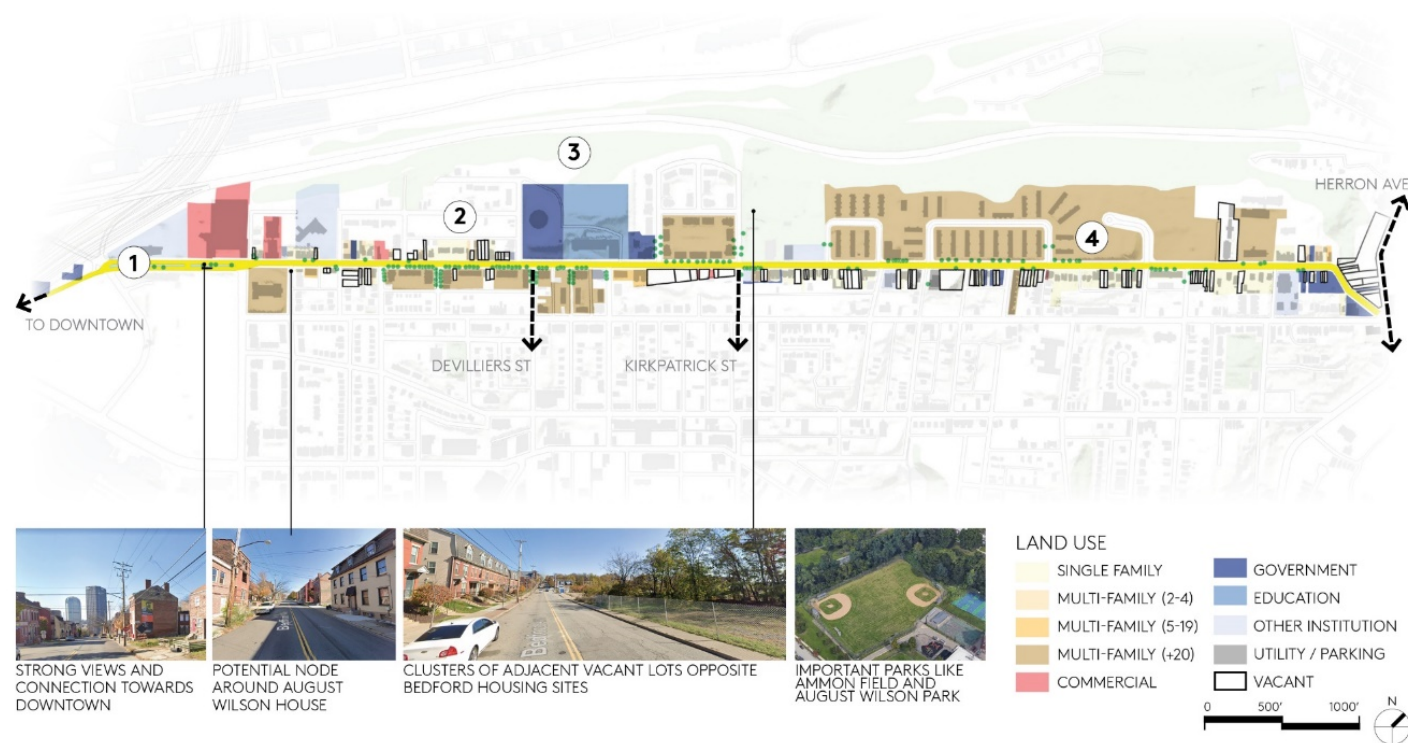 3
HERRON AVE
2
4
1
TO DOWNTOWN
DEVILLIERS ST
KIRKPATRICK ST
STRONG VIEWS AND
CONNECTION TOWARDS
DOWNTOWN
POTENTIAL NODE
AROUND AUGUST
WILSON HOUSE
CLUSTERS OF ADJACENT VACANT LOTS OPPOSITE
BEDFORD HOUSING SITES
IMPORTANT PARKS LIKE
AMMON FIELD AND
AUGUST WILSON PARK
LAND USE
SINGLE FAMILY
MULTI-FAMILY (2-4)
MULTI-FAMILY (5-19)
MULTI-FAMILY (+20)
COMMERCIAL
GOVERNMENT
EDUCATION
OTHER INSTITUTION
UTILITY / PARKING
VACANT
0 500' 1000'
N